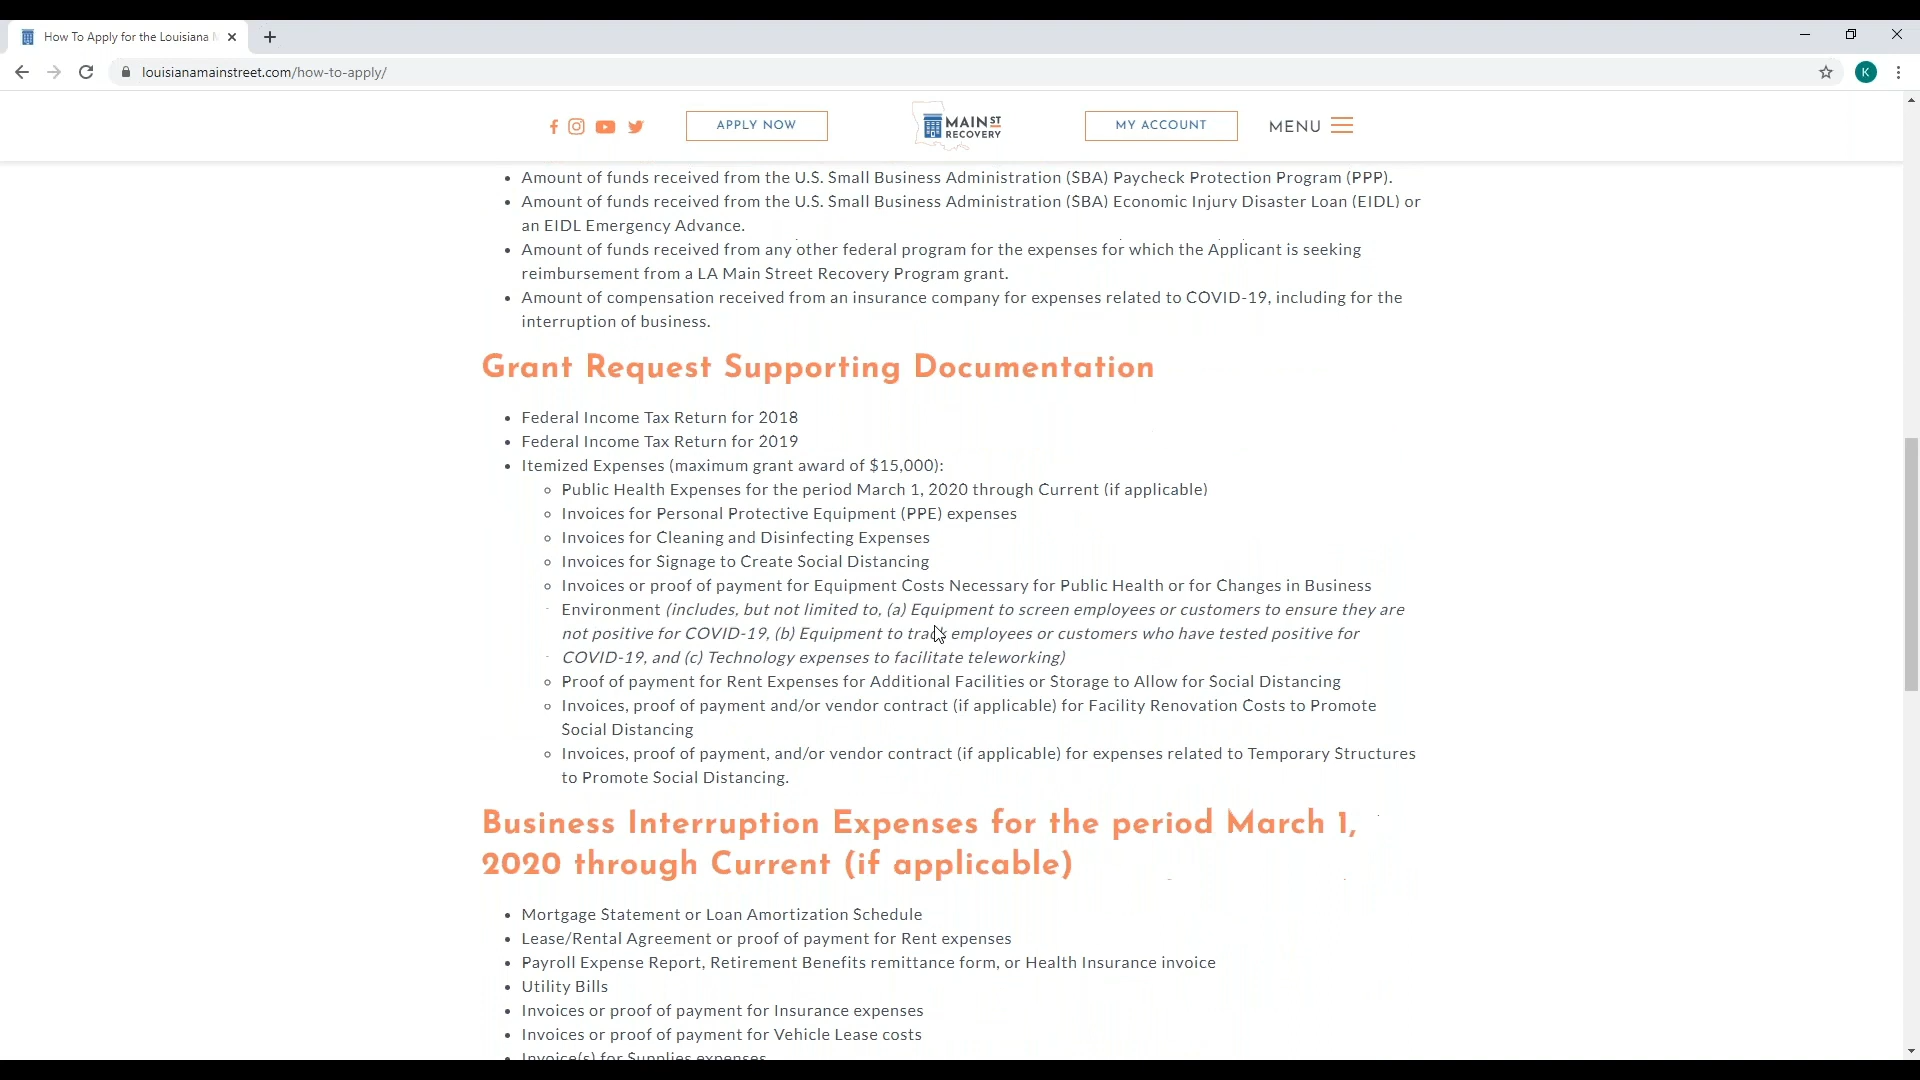 How To Apply for the Louisiana
louisianamainstreet.com/how-to-apply/
K
APPLY NOW
MAIN ST
RECOVERY
MY ACCOUNT
MENU
Amount of funds received from the U.S. Small Business Administration (SBA) Paycheck Protection Program (PPP).
Amount of funds received from the U.S. Small Business Administration (SBA) Economic Injury Disaster Loan (EIDL) or
an EIDL Emergency Advance.
Amount of funds received from any other federal program for the expenses for which the Applicant is seeking
reimbursement from a LA Main Street Recovery Program grant.
Amount of compensation received from an insurance company for expenses related to COVID-19, including for the
interruption of business.
Grant Request Supporting Documentation
Federal Income Tax Return for 2018
Federal Income Tax Return for 2019
Itemized Expenses (maximum grant award of $15,000):
Public Health Expenses for the period March 1, 2020 through Current (if applicable)
Invoices for Personal Protective Equipment (PPE) expenses
Invoices for Cleaning and Disinfecting Expenses
Invoices for Signage to Create Social Distancing
Invoices or proof of payment for Equipment Costs Necessary for Public Health or for Changes in Business
Environment (includes, but not limited to, (a) Equipment to screen employees or customers to ensure they are
not positive for COVID-19, (b) Equipment to track employees or customers who have tested positive for
COVID-19, and (c) Technology expenses to facilitate teleworking)
Proof of payment for Rent Expenses for Additional Facilities or Storage to Allow for Social Distancing
Invoices, proof of payment and/or vendor contract (if applicable) for Facility Renovation Costs to Promote
Social Distancing
Invoices, proof of payment, and/or vendor contract (if applicable) for expenses related to Temporary Structures
to Promote Social Distancing.
Business Interruption Expenses for the period March 1,
2020 through Current (if applicable)
Mortgage Statement or Loan Amortization Schedule
Lease/Rental Agreement or proof of payment for Rent expenses
Payroll Expense Report, Retirement Benefits remittance form, or Health Insurance invoice
Utility Bills
Invoices or proof of payment for Insurance expenses
Invoices or proof of payment for Vehicle Lease costs
Invoice(s) for Supplies expenses